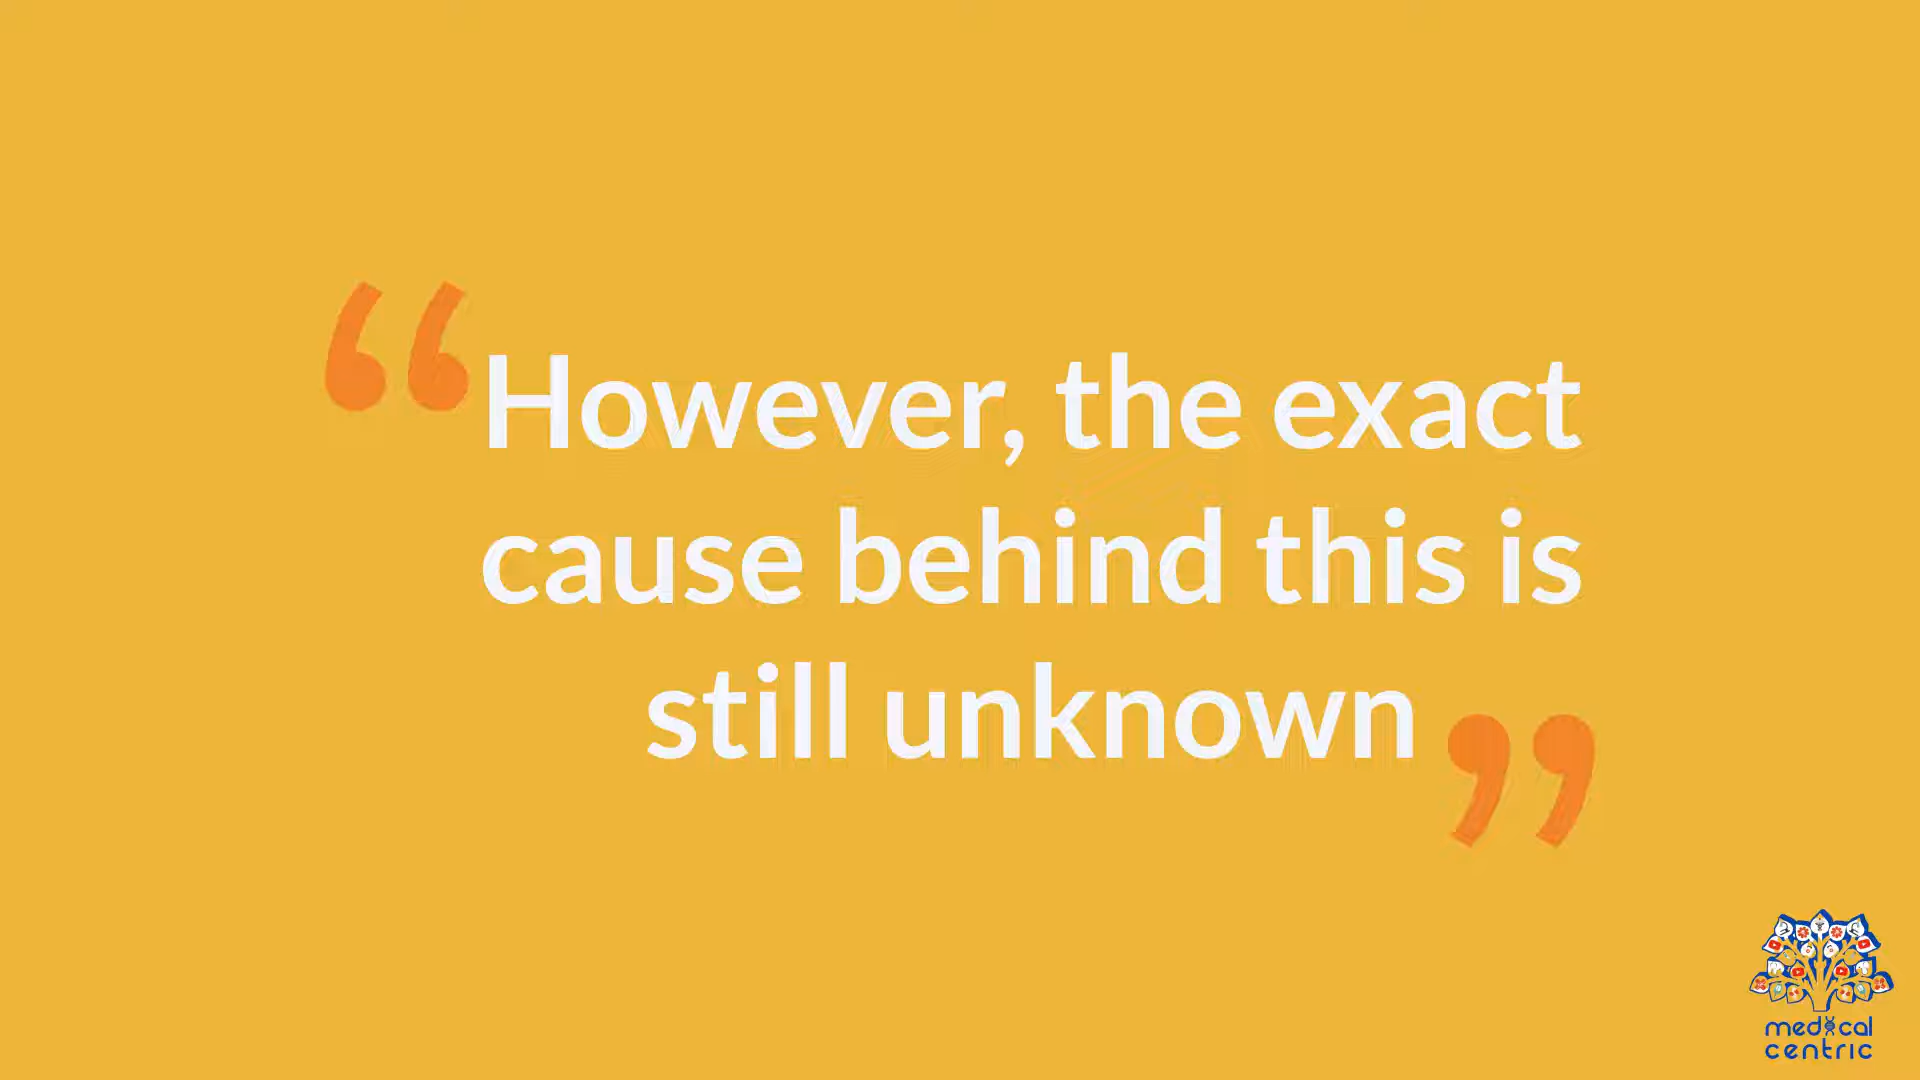 “However, the exact
cause behind this is
still unknown”
medical
centric